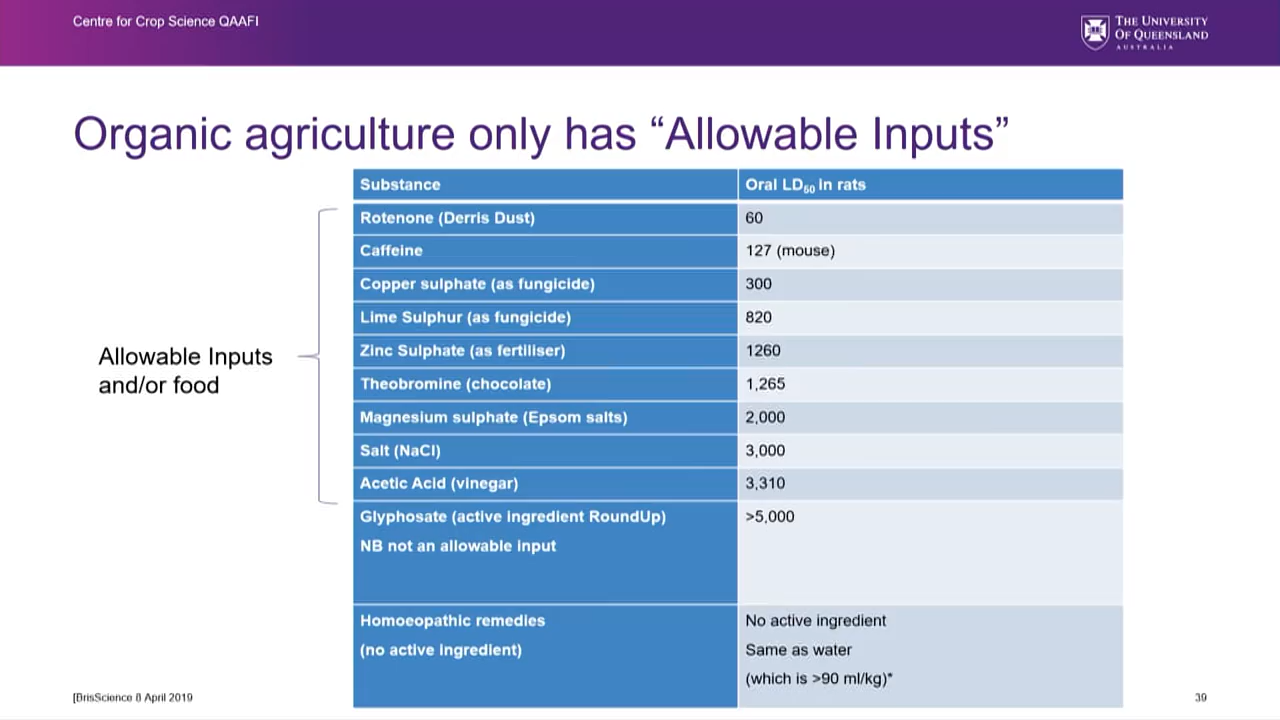 Centre for Crop Science QAAFI
THE UNIVERSITY
OF QUEENSLAND
AUSTRALIA
Organic agriculture only has “Allowable Inputs”
Substance Oral LD50 in rats
Rotenone (Derris Dust) 60
Caffeine 127 (mouse)
Copper sulphate (as fungicide) 300
Lime Sulphur (as fungicide) 820
Zinc Sulphate (as fertiliser) 1260
Theobromine (chocolate) 1,265
Magnesium sulphate (Epsom salts) 2,000
Salt (NaCl) 3,000
Acetic Acid (vinegar) 3,310
Allowable Inputs
and/or food
Glyphosate (active ingredient RoundUp) >5,000
NB not an allowable input
Homoeopathic remedies No active ingredient
(no active ingredient) Same as water
(which is >90 ml/kg)*
[BrisScience 8 April 2019
39